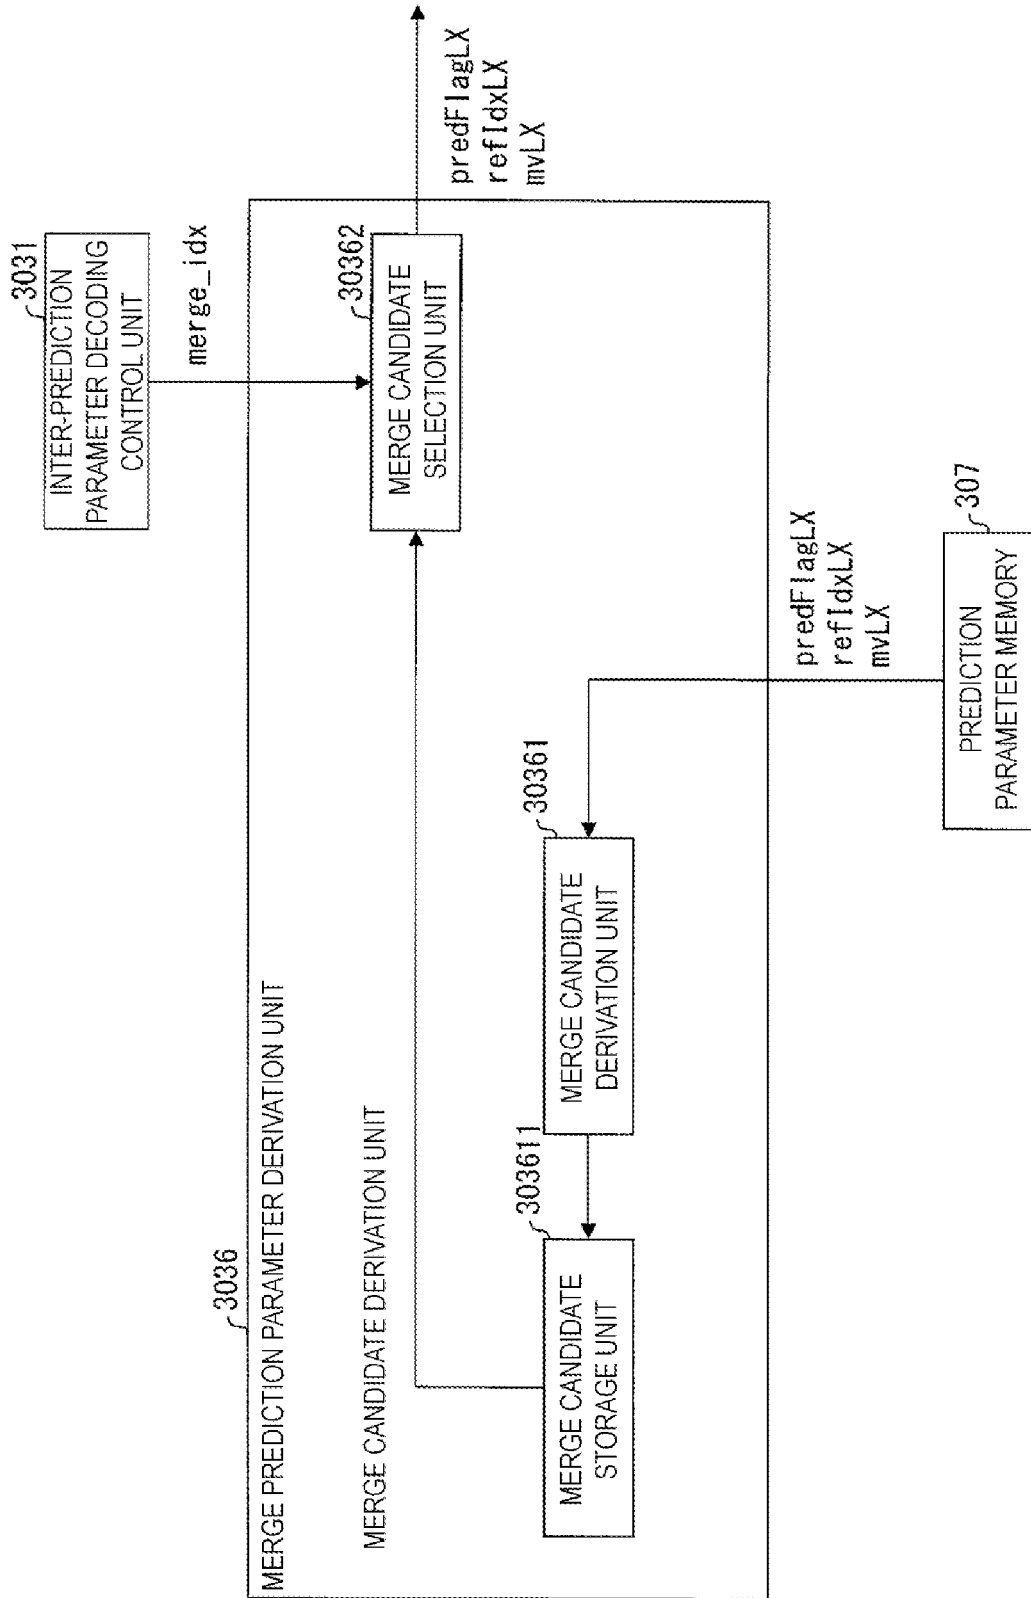 3036
MERGE PREDICTION PARAMETER DERIVATION UNIT
MERGE CANDIDATE DERIVATION UNIT
3031
INTER-PREDICTION
PARAMETER DECODING
CONTROL UNIT
merge_idx
30362
MERGE CANDIDATE
SELECTION UNIT
predFlagLX
refIdxLX
mvLX
303611
MERGE CANDIDATE
STORAGE UNIT
30361
MERGE CANDIDATE
DERIVATION UNIT
predFlagLX
refIdxLX
mvLX
307
PREDICTION
PARAMETER MEMORY